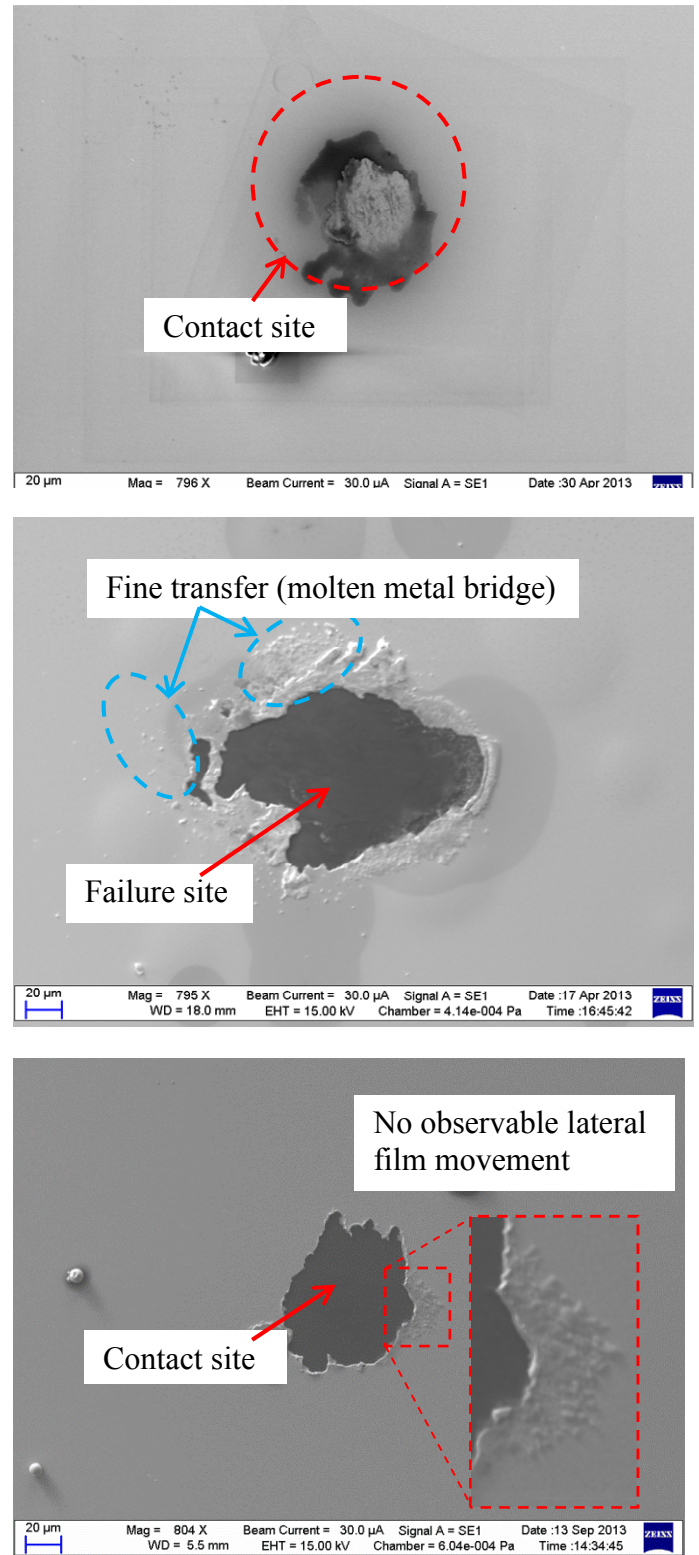 Contact site
20 µm
Mag = 796 X Beam Current = 30.0 µA Signal A = SE1 Date :30 Apr 2013 ZEISS
Fine transfer (molten metal bridge)
Failure site
20 µm
Mag = 795 X Beam Current = 30.0 µA Signal A = SE1 Date :17 Apr 2013 ZEISS
WD = 18.0 mm EHT = 15.00 kV Chamber = 4.14e-004 Pa Time :16:45:42
No observable lateral
film movement
Contact site
20 µm
Mag = 804 X Beam Current = 30.0 µA Signal A = SE1 Date :13 Sep 2013 ZEISS
WD = 5.5 mm EHT = 15.00 kV Chamber = 6.04e-004 Pa Time :14:34:45